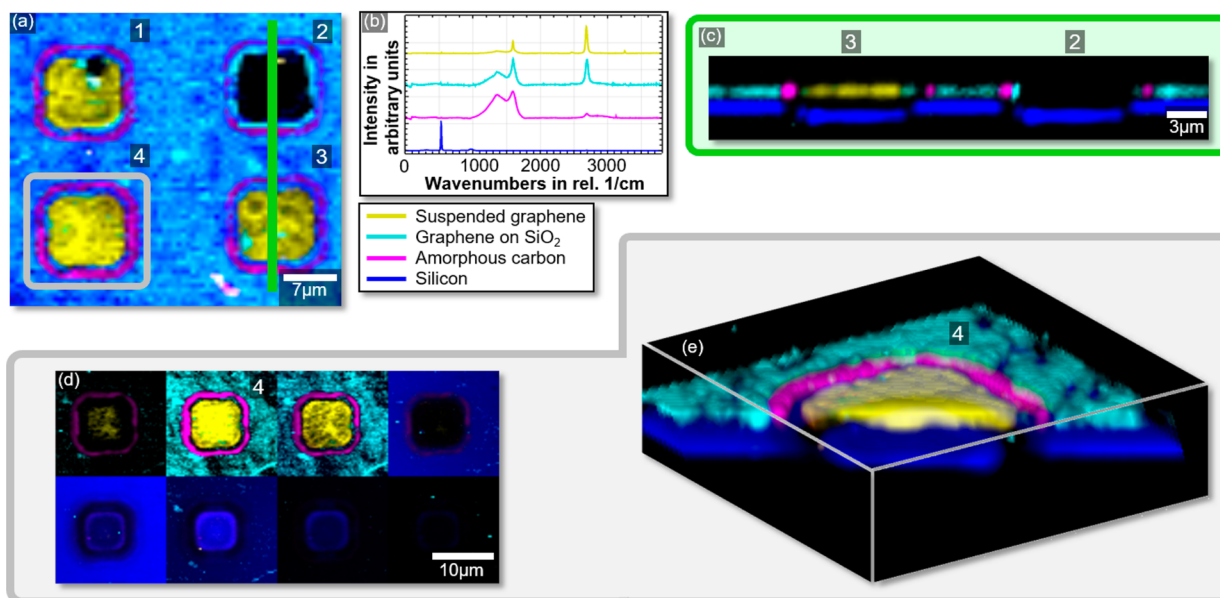 (a)
1
2
4
3
7µm
(b)
Intensity in
arbitrary units
0
1000
2000
3000
Wavenumbers in rel. 1/cm
Suspended graphene
Graphene on SiO₂
Amorphous carbon
Silicon
(c)
3
2
3µm
(d)
4
10µm
(e)
4